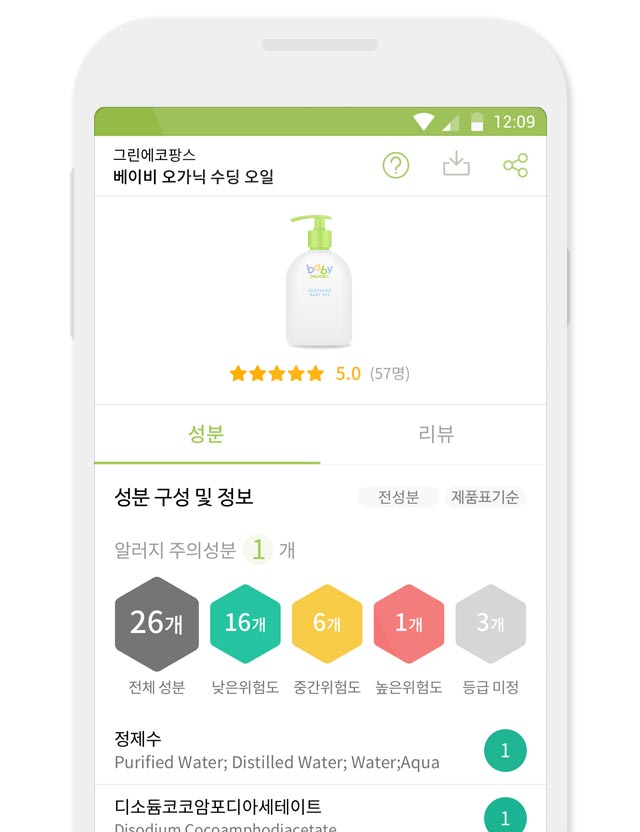 12:09
그린에코팡스
베이비 오가닉 수딩 오일
baby
ORGANIC
SOOTHING
BABY OIL
5.0 (57명)
성분 리뷰
성분 구성 및 정보 전성분 제품표기순
알러지 주의성분 1 개
26개 16개 6개 1개 3개
전체 성분 낮은위험도 중간위험도 높은위험도 등급 미정
정제수
Purified Water; Distilled Water; Water;Aqua 1
디소듐코코암포디아세테이트
Disodium Cocoamphodiacetate 1